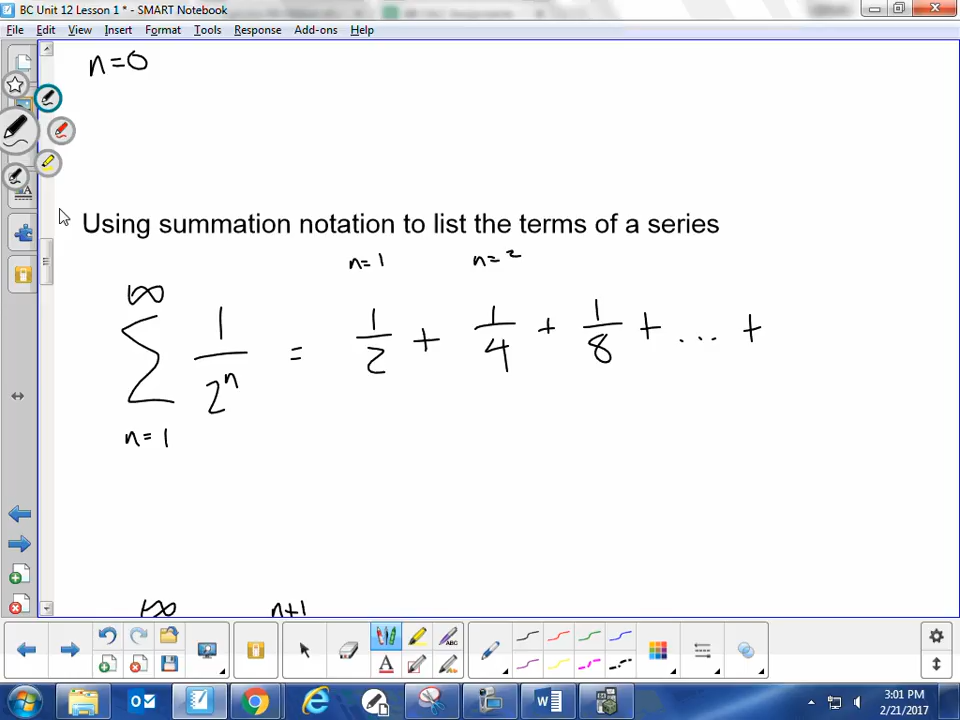 BC Unit 12 Lesson 1 * - SMART Notebook
File Edit View Insert Format Tools Response Add-ons Help
n=0
Using summation notation to list the terms of a series
n=1 n=2
∞
∑ 1/2^n = 1/2 + 1/4 + 1/8 + ... +
n=1
∞ n+1
3:01 PM
2/21/2017